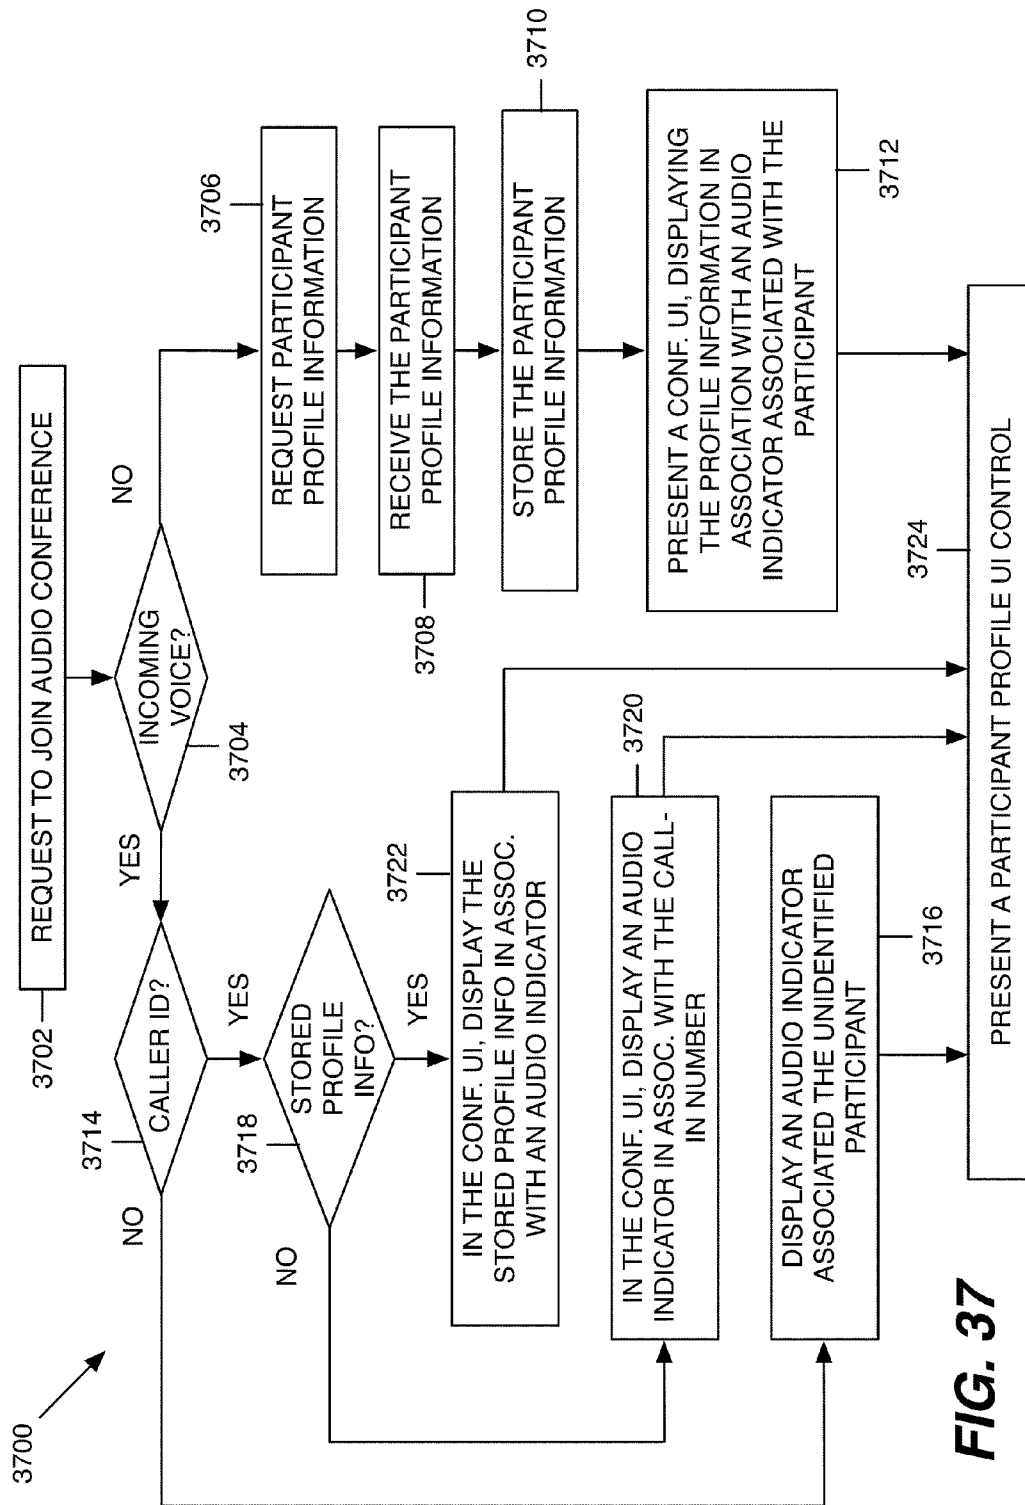 3700
3702
REQUEST TO JOIN AUDIO CONFERENCE
INCOMING
VOICE?
3704
YES
NO
3714
CALLER ID?
NO
YES
3718
STORED
PROFILE
INFO?
NO
YES
3706
REQUEST PARTICIPANT
PROFILE INFORMATION
3708
RECEIVE THE PARTICIPANT
PROFILE INFORMATION
3710
STORE THE PARTICIPANT
PROFILE INFORMATION
3722
IN THE CONF. UI, DISPLAY THE
STORED PROFILE INFO IN ASSOC.
WITH AN AUDIO INDICATOR
3720
IN THE CONF. UI, DISPLAY AN AUDIO
INDICATOR IN ASSOC. WITH THE CALL-
IN NUMBER
3712
PRESENT A CONF. UI, DISPLAYING
THE PROFILE INFORMATION IN
ASSOCIATION WITH AN AUDIO
INDICATOR ASSOCIATED WITH THE
PARTICIPANT
3716
DISPLAY AN AUDIO INDICATOR
ASSOCIATED THE UNIDENTIFIED
PARTICIPANT
3724
PRESENT A PARTICIPANT PROFILE UI CONTROL
FIG. 37